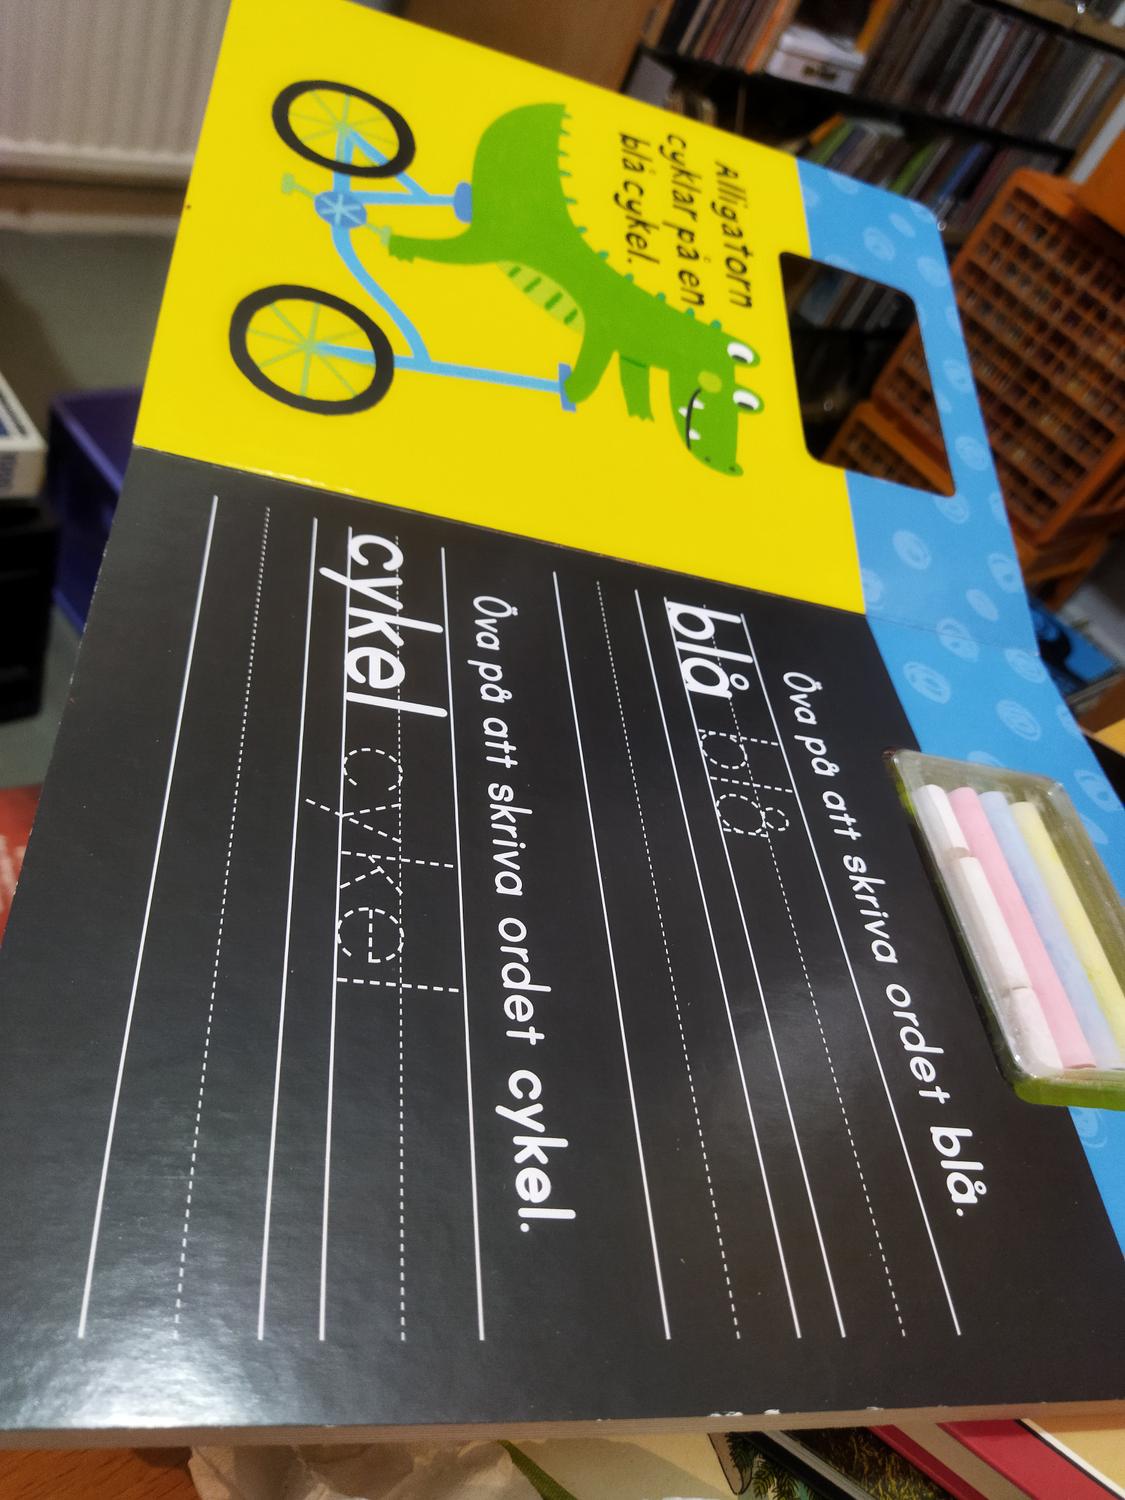 Alligatorn
cyklar på en
blå cykel.
Öva på att skriva ordet blå.
blå blå
Öva på att skriva ordet cykel.
cykel cykel